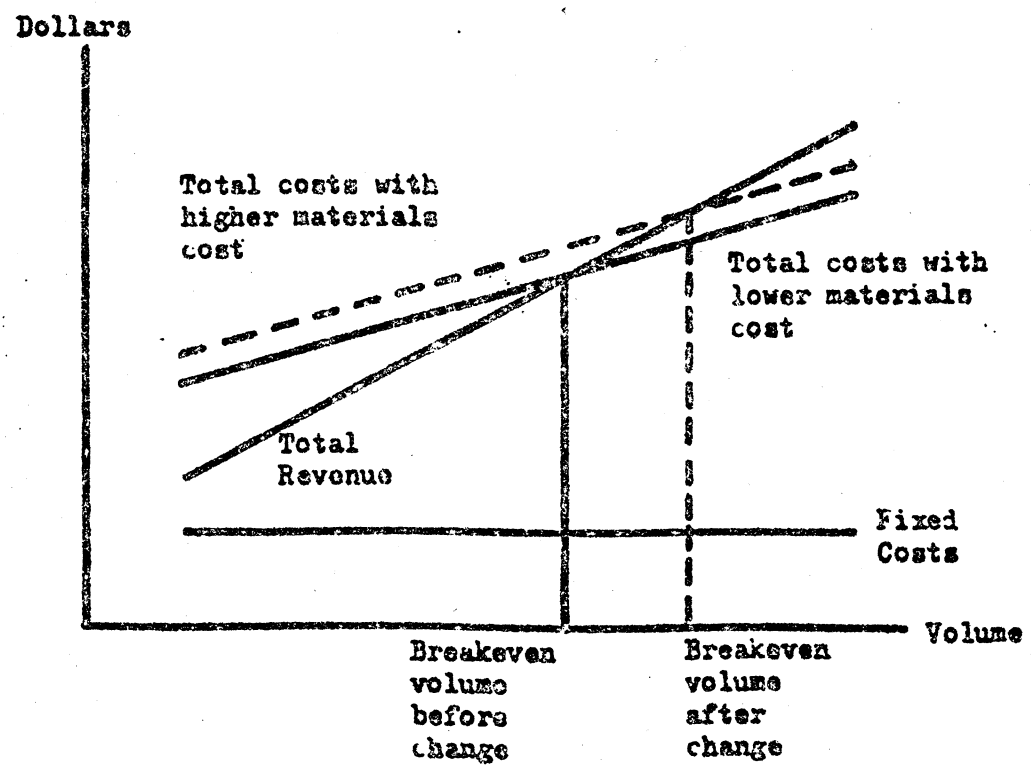 Dollars
Total costs with
higher materials
cost
Total costs with
lower materials
cost
Total
Revenue
Fixed
Costs
Volume
Breakeven
volume
before
change
Breakeven
volume
after
change